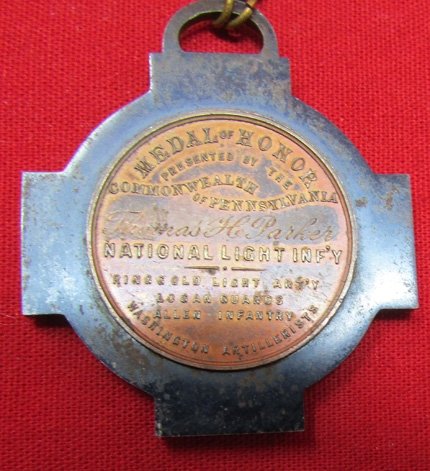 MEDAL OF HONOR
PRESENTED BY THE
COMMONWEALTH
OF PENNSYLVANIA
Thomas H. Parker
NATIONAL LIGHT INF'Y
RINGGOLD LIGHT ART'Y
LOGAN GUARDS
ALLEN INFANTRY
WASHINGTON ARTILLERISTS